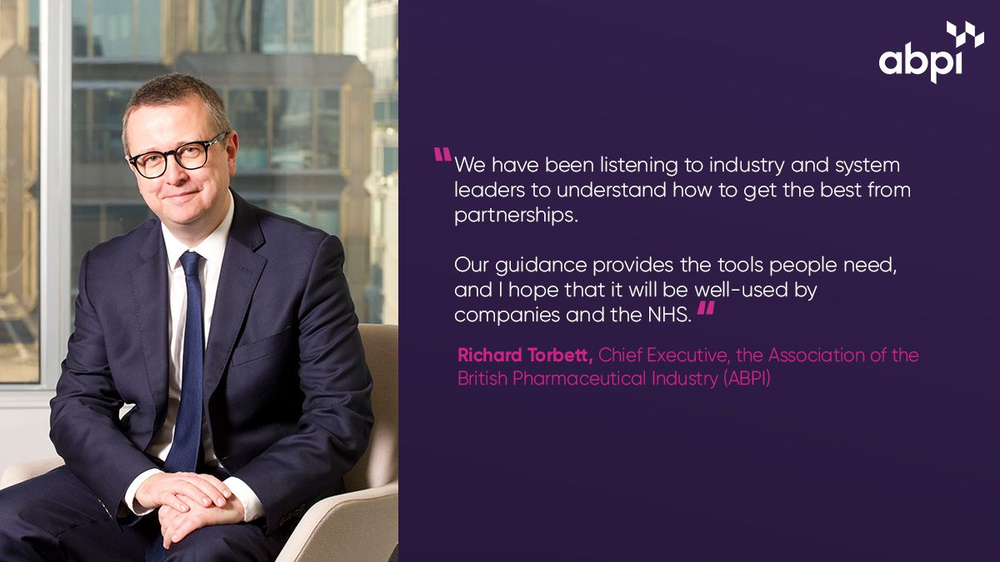 abpi
“We have been listening to industry and system
leaders to understand how to get the best from
partnerships.
Our guidance provides the tools people need,
and I hope that it will be well-used by
companies and the NHS.“
Richard Torbett, Chief Executive, the Association of the
British Pharmaceutical Industry (ABPI)